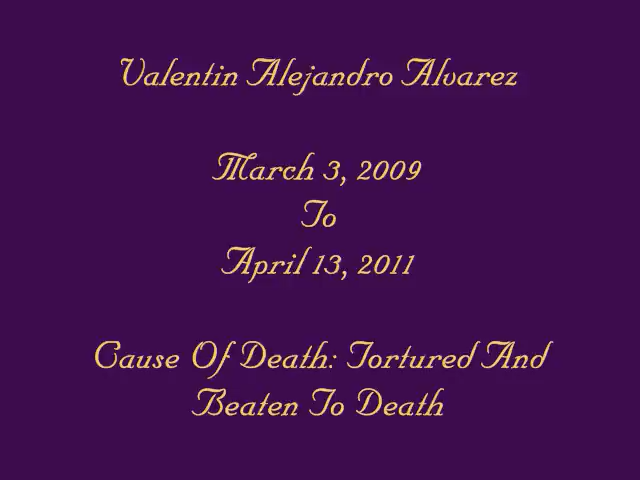 Valentin Alejandro Alvarez
March 3, 2009
To
April 13, 2011
Cause Of Death: Tortured And
Beaten To Death